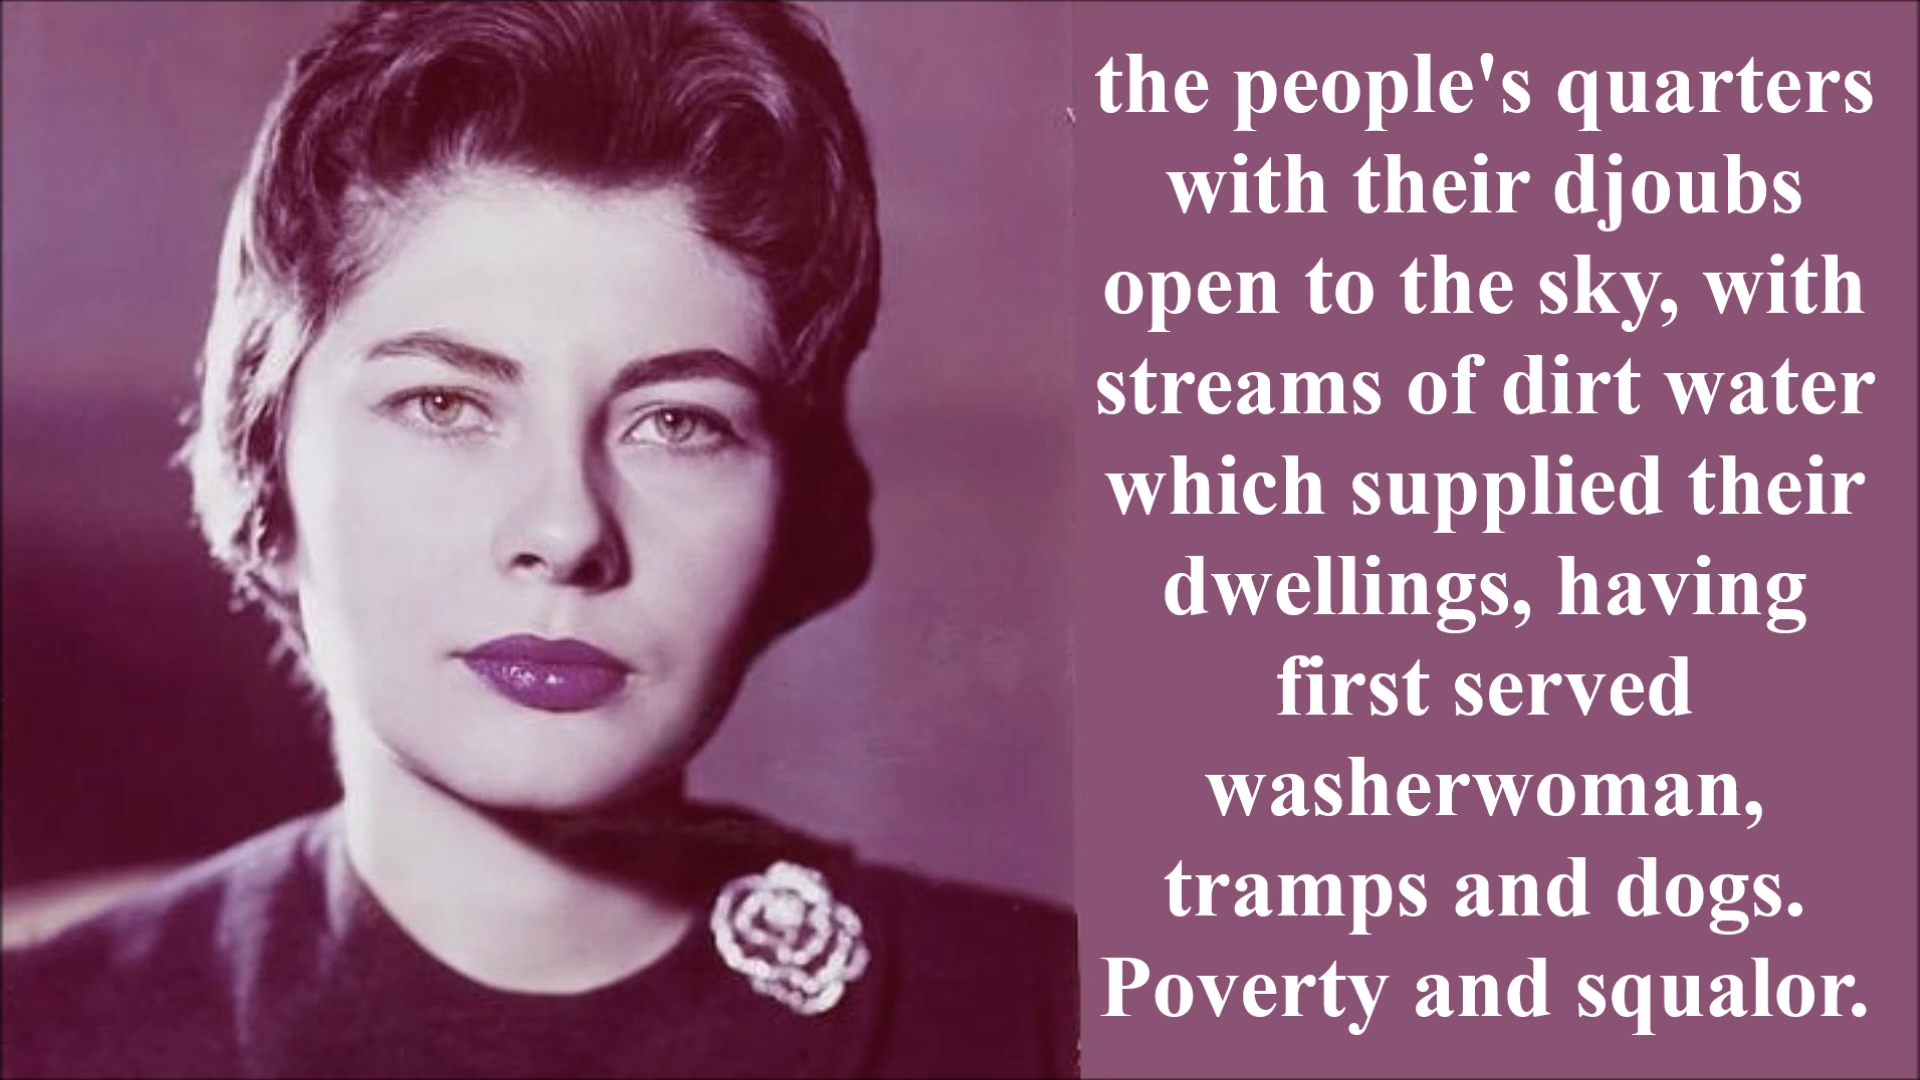 the people's quarters
with their djoubs
open to the sky, with
streams of dirt water
which supplied their
dwellings, having
first served
washerwoman,
tramps and dogs.
Poverty and squalor.